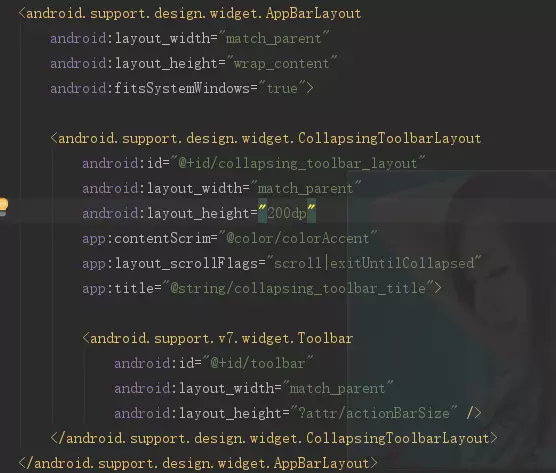 <android.support.design.widget.AppBarLayout
android:layout_width="match_parent"
android:layout_height="wrap_content"
android:fitsSystemWindows="true">
<android.support.design.widget.CollapsingToolbarLayout
android:id="@+id/collapsing_toolbar_layout"
android:layout_width="match_parent"
android:layout_height="200dp"
app:contentScrim="@color/colorAccent"
app:layout_scrollFlags="scroll|exitUntilCollapsed"
app:title="@string/collapsing_toolbar_title">
<android.support.v7.widget.Toolbar
android:id="@+id/toolbar"
android:layout_width="match_parent"
android:layout_height="?attr/actionBarSize" />
</android.support.design.widget.CollapsingToolbarLayout>
</android.support.design.widget.AppBarLayout>